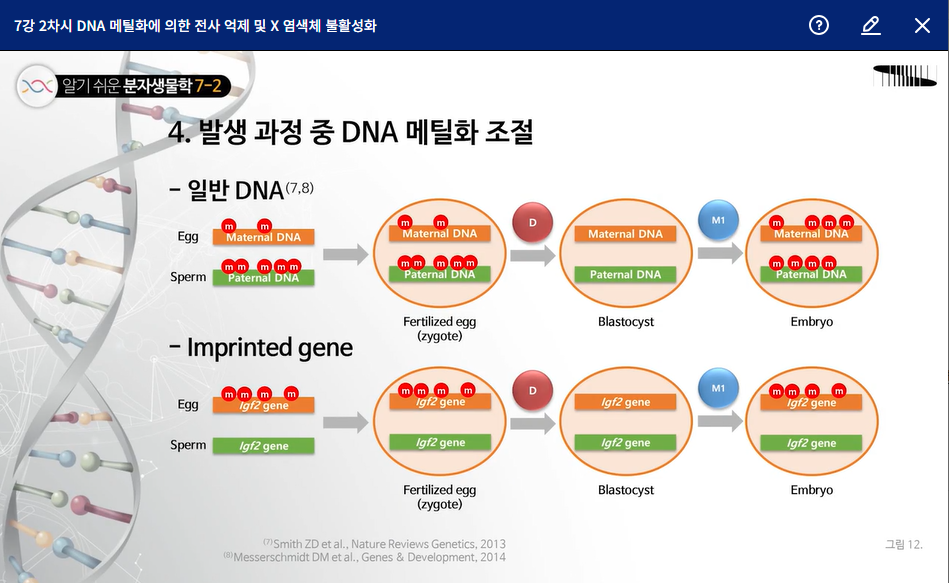 7강 2차시 DNA 메틸화에 의한 전사 억제 및 X 염색체 불활성화
알기 쉬운 분자생물학 7-2
4. 발생 과정 중 DNA 메틸화 조절
- 일반 DNA(7,8)
Egg
m m
Maternal DNA
Sperm
m m m m m
Paternal DNA
m m
Maternal DNA
m m m m m
Paternal DNA
Fertilized egg
(zygote)
D
Maternal DNA
Paternal DNA
Blastocyst
M1
m m m m
Maternal DNA
m m m m
Paternal DNA
Embryo
- Imprinted gene
Egg
m m m m
Igf2 gene
Sperm
Igf2 gene
m m m m
Igf2 gene
Igf2 gene
Fertilized egg
(zygote)
D
Igf2 gene
Igf2 gene
Blastocyst
M1
m m m m
Igf2 gene
Igf2 gene
Embryo
(7)Smith ZD et al., Nature Reviews Genetics, 2013
(8)Messerschmidt DM et al., Genes & Development, 2014
그림 12.